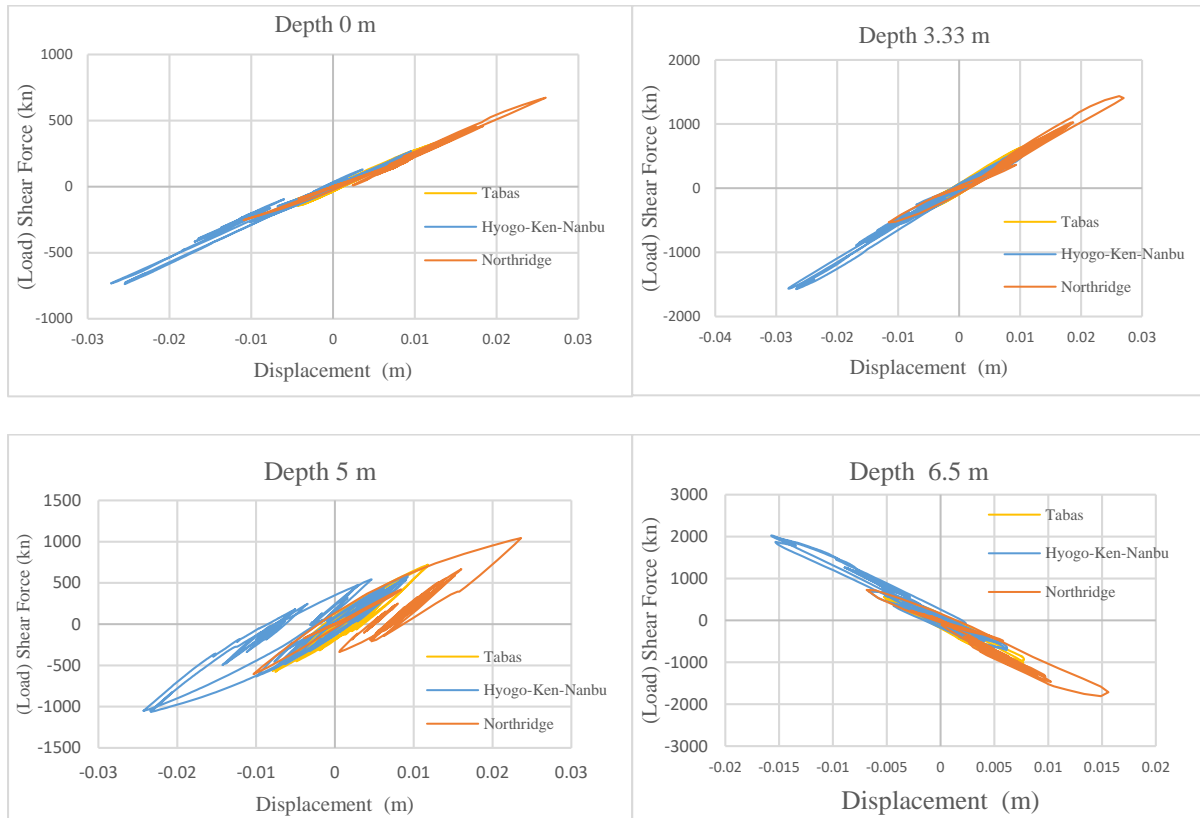 Depth 0 m
(Load) Shear Force (kn)
1000
500
0
-500
-1000
-0.03 -0.02 -0.01 0 0.01 0.02 0.03
Displacement (m)
Tabas
Hyogo-Ken-Nanbu
Northridge
Depth 3.33 m
(Load) Shear Force (kn)
2000
1000
0
-1000
-2000
-0.04 -0.03 -0.02 -0.01 0 0.01 0.02 0.03
Displacement (m)
Tabas
Hyogo-Ken-Nanbu
Northridge
Depth 5 m
(Load) Shear Force (kn)
1500
1000
500
0
-500
-1000
-1500
-0.03 -0.02 -0.01 0 0.01 0.02 0.03
Displacement (m)
Tabas
Hyogo-Ken-Nanbu
Northridge
Depth 6.5 m
(Load) Shear Force (kn)
3000
2000
1000
0
-1000
-2000
-3000
-0.02 -0.015 -0.01 -0.005 0 0.005 0.01 0.015 0.02
Displacement (m)
Tabas
Hyogo-Ken-Nanbu
Northridge